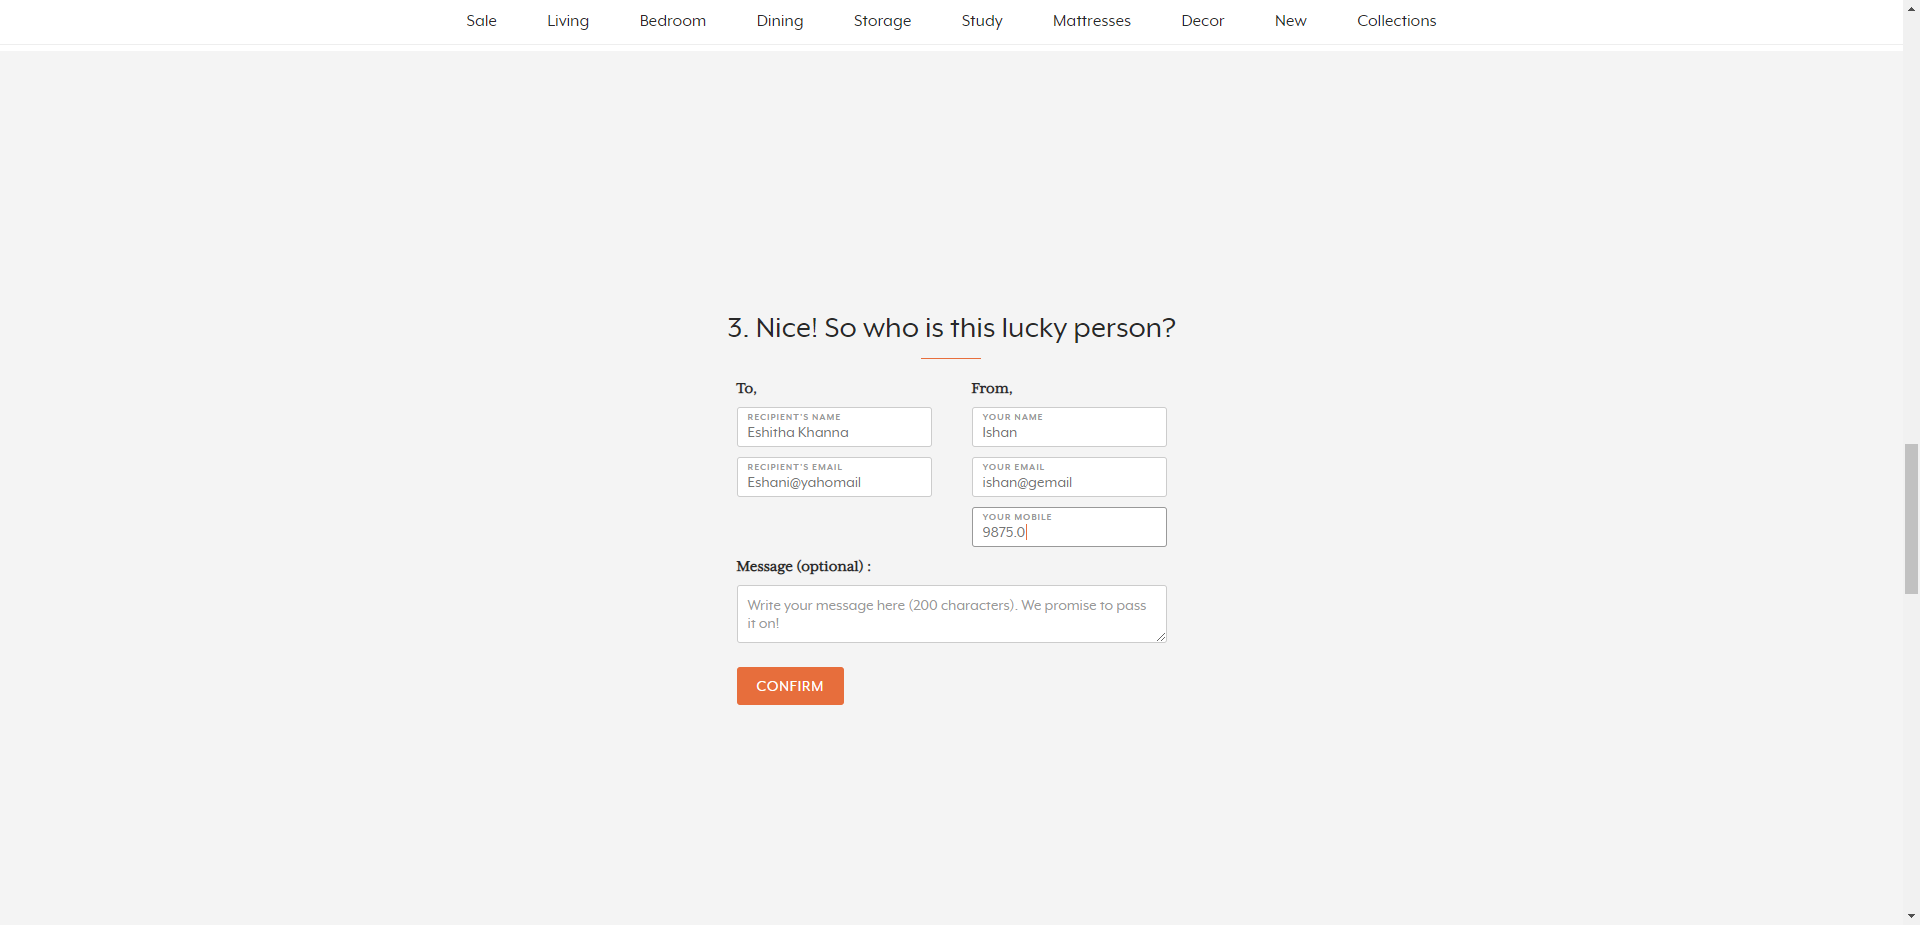 Sale Living Bedroom Dining Storage Study Mattresses Decor New Collections
3. Nice! So who is this lucky person?
To,
RECIPIENT'S NAME
Eshitha Khanna
RECIPIENT'S EMAIL
Eshani@yahomail
From,
YOUR NAME
Ishan
YOUR EMAIL
ishan@gemail
YOUR MOBILE
9875.0
Message (optional) :
Write your message here (200 characters). We promise to pass
it on!
CONFIRM